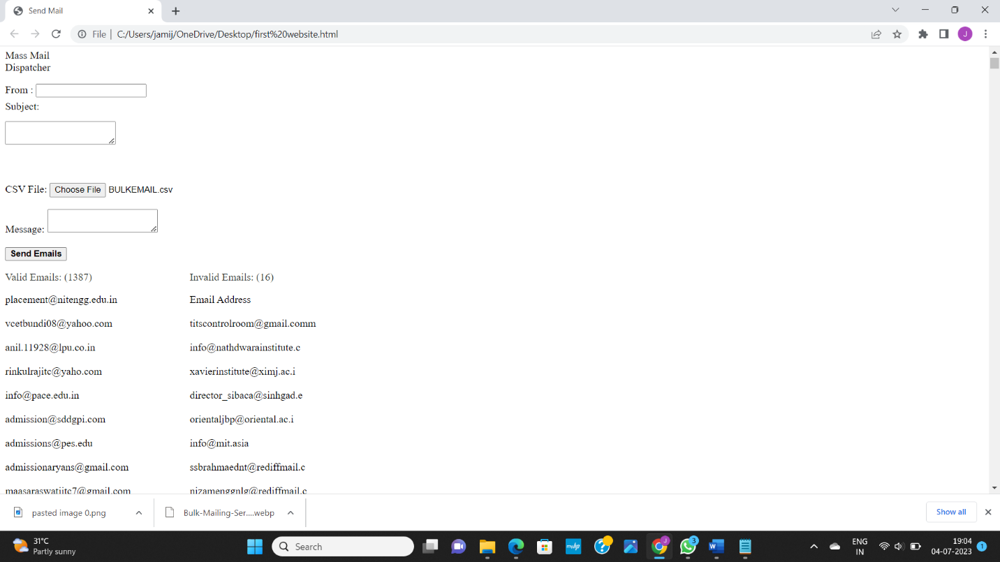 Send Mail
File | C:/Users/jamij/OneDrive/Desktop/first%20website.html
J
Mass Mail
Dispatcher
From :
Subject:
CSV File: Choose File BULKEMAIL.csv
Message:
Send Emails
Valid Emails: (1387) Invalid Emails: (16)
placement@nitengg.edu.in Email Address
vcetbundi08@yahoo.com titscontrolroom@gmail.comm
anil.11928@lpu.co.in info@nathdwarainstitute.c
rinkulrajitc@yaho.com xavierinstitute@ximj.ac.i
info@pace.edu.in director_sibaca@sinhgad.e
admission@sddgpi.com orientaljbp@oriental.ac.i
admissions@pes.edu info@mit.asia
admissionaryans@gmail.com ssbrahmaednt@rediffmail.c
maasaraswatiitc7@gmail.com nizamenggnlg@rediffmail.c
pasted image 0.png Bulk-Mailing-Ser....webp Show all
31°C
Partly sunny
Search
myhp
J
3
W
ENG
IN
19:04
04-07-2023
1